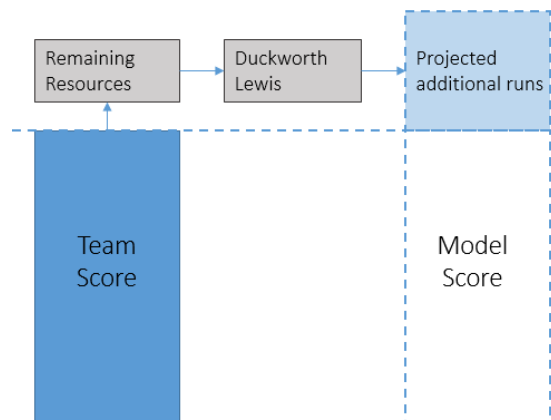 Remaining
Resources
Duckworth
Lewis
Projected
additional runs
Team
Score
Model
Score